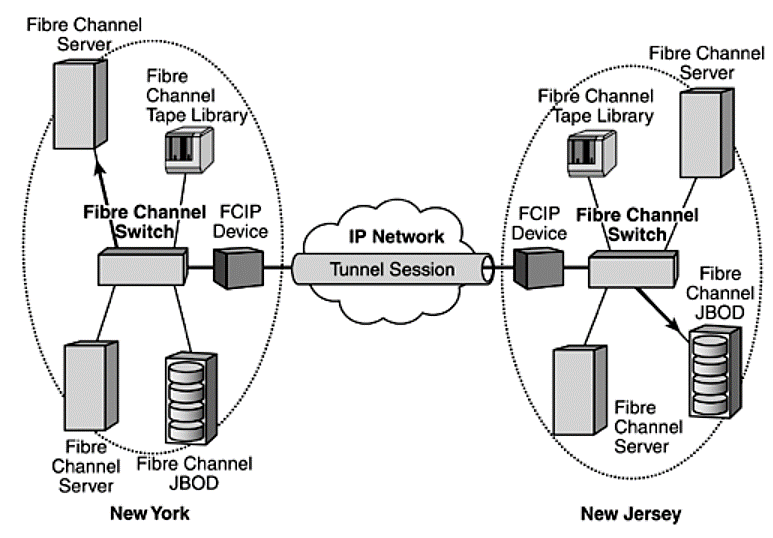 Fibre Channel
Server
Fibre
Channel
Tape Library
Fibre Channel
Switch
FCIP
Device
Fibre
Channel
Server
Fibre Channel
JBOD
New York
IP Network
Tunnel Session
Fibre Channel
Server
Fibre Channel
Tape Library
FCIP
Device
Fibre Channel
Switch
Fibre
Channel
JBOD
Fibre
Channel
Server
New Jersey